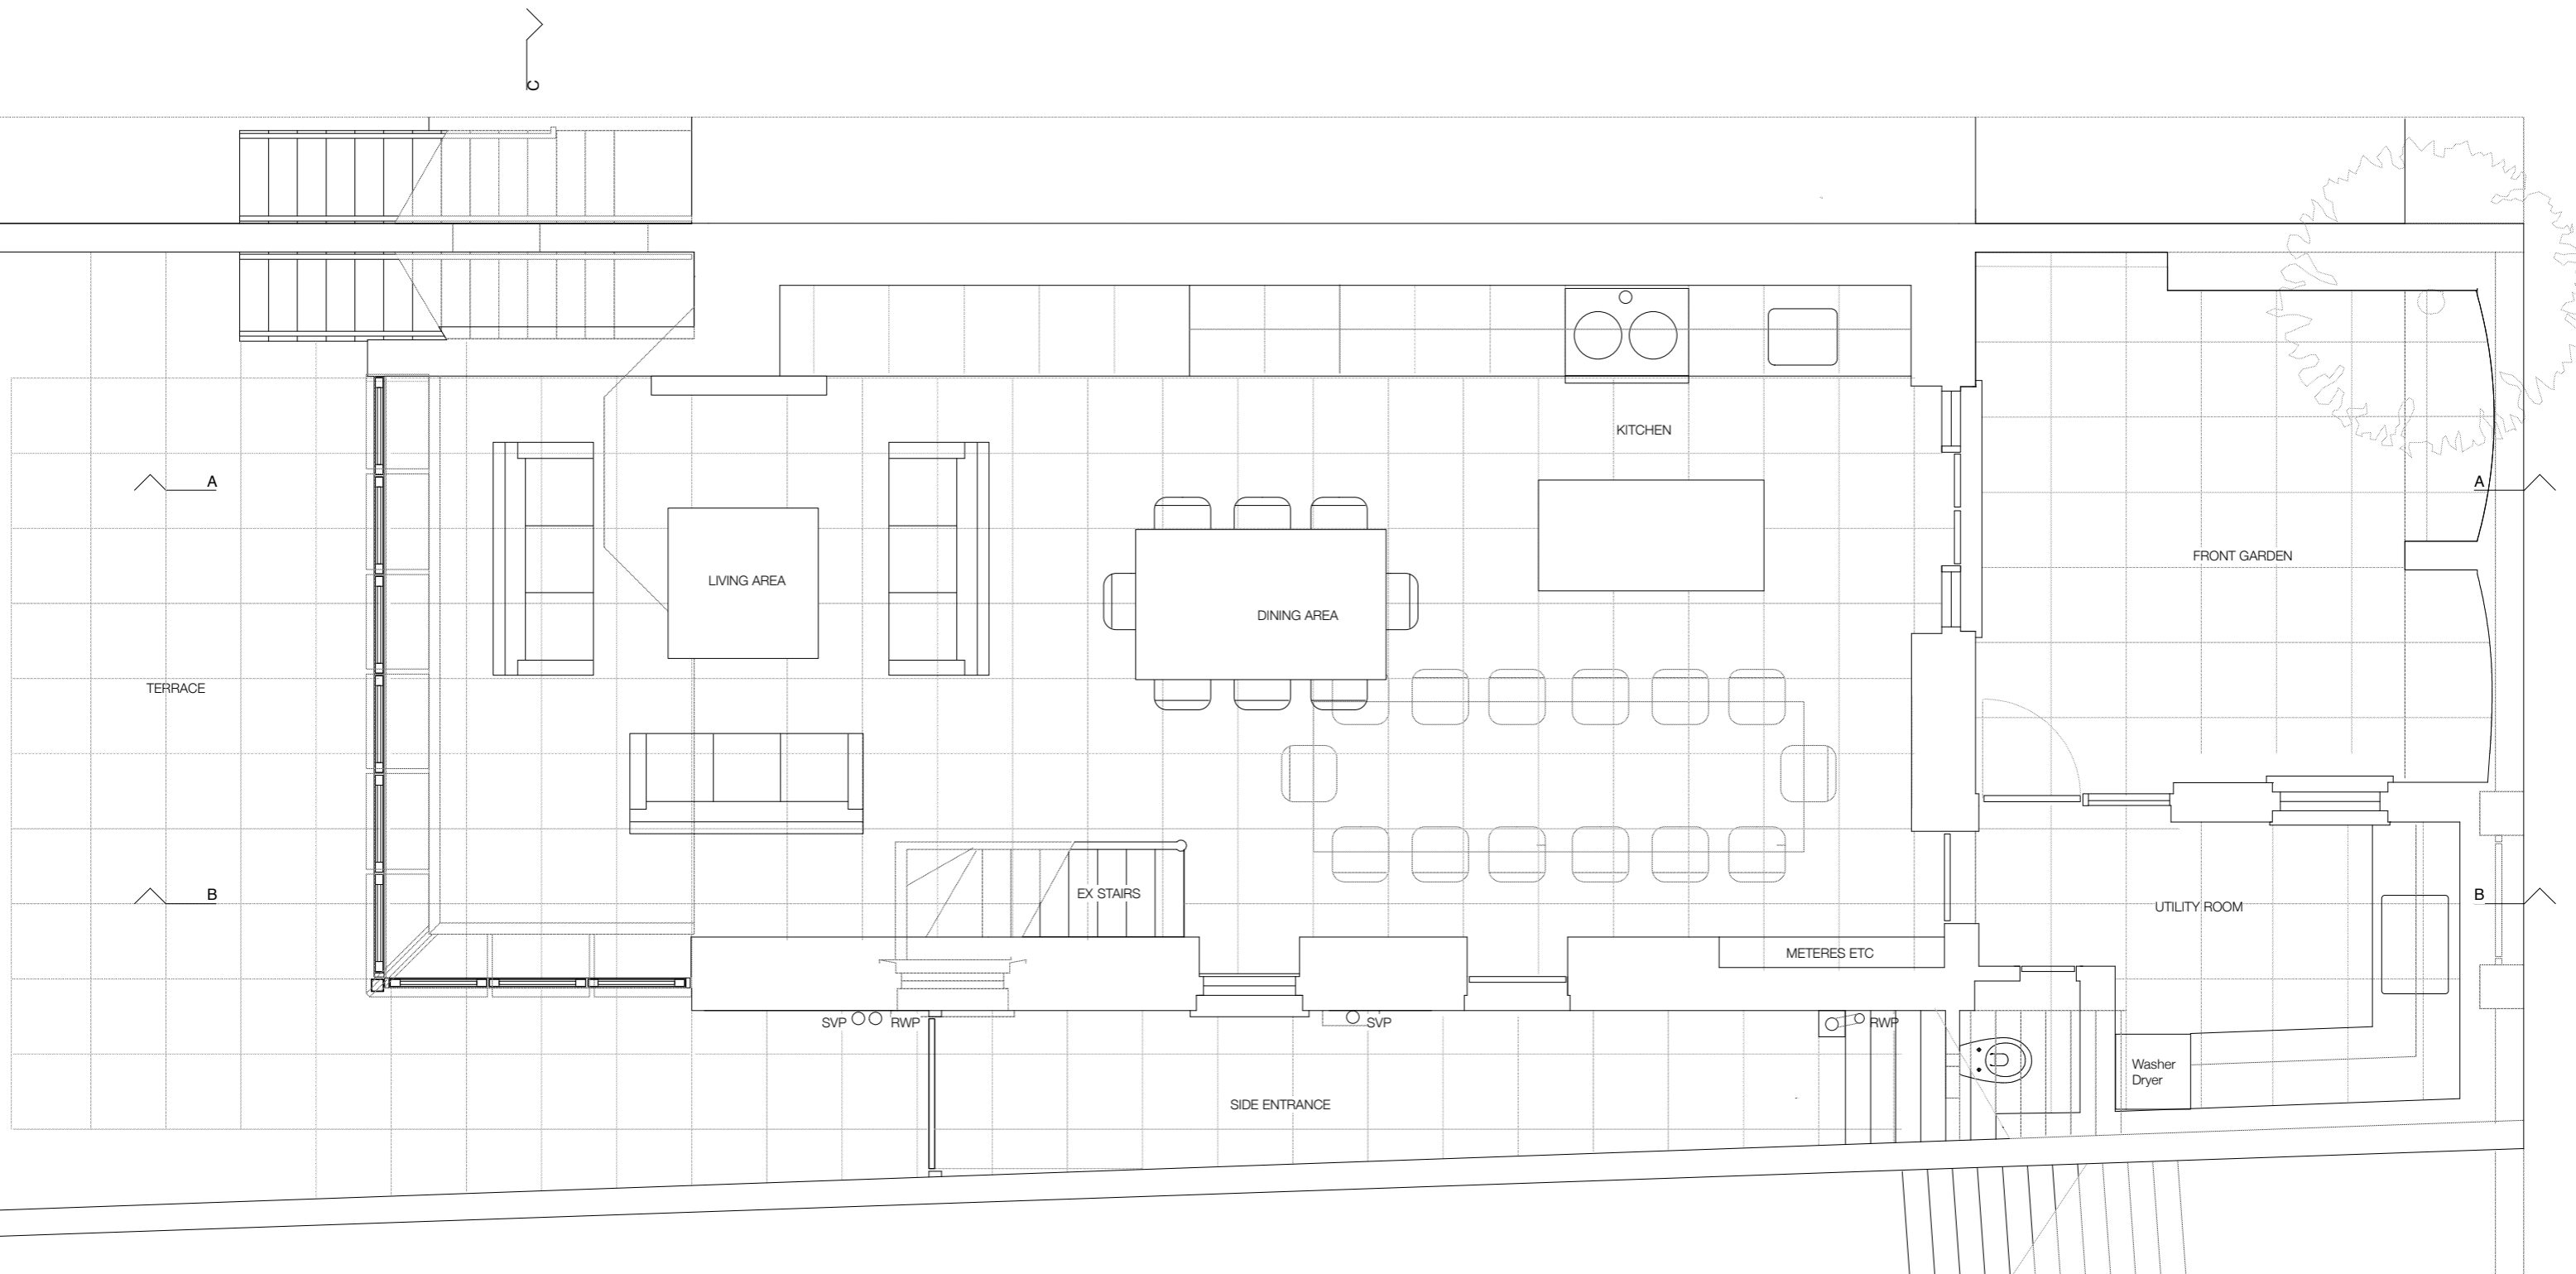 C
KITCHEN
A
A
FRONT GARDEN
LIVING AREA
DINING AREA
TERRACE
EX STAIRS
B
B
UTILITY ROOM
METERES ETC
SVP
RWP
SVP
RWP
Washer
Dryer
SIDE ENTRANCE